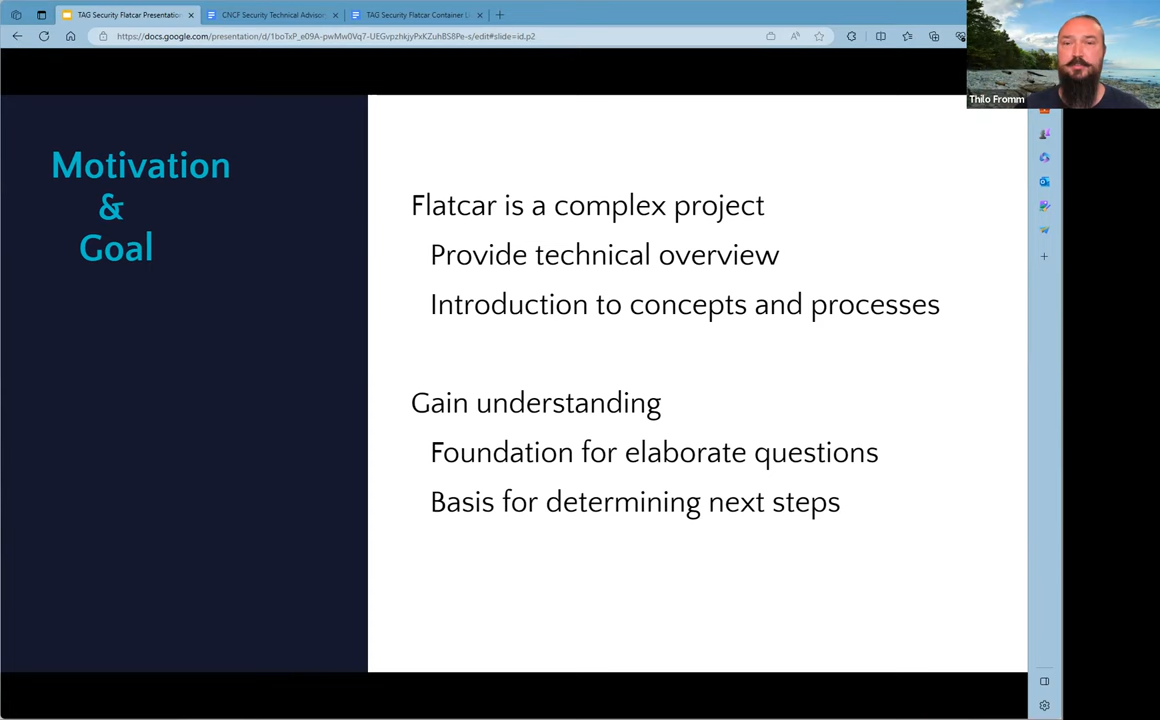 TAG Security Flatcar Presentatio
CNCF Security Technical Advisor
TAG Security Flatcar Container L
https://docs.google.com/presentation/d/1boTxP_e09A-pwMw0Vq7-UEGvpzhkjyPxKZuhBS8Pe-s/edit#slide=id.p2
Thilo Fromm
Motivation
&
Goal
Flatcar is a complex project
Provide technical overview
Introduction to concepts and processes
Gain understanding
Foundation for elaborate questions
Basis for determining next steps